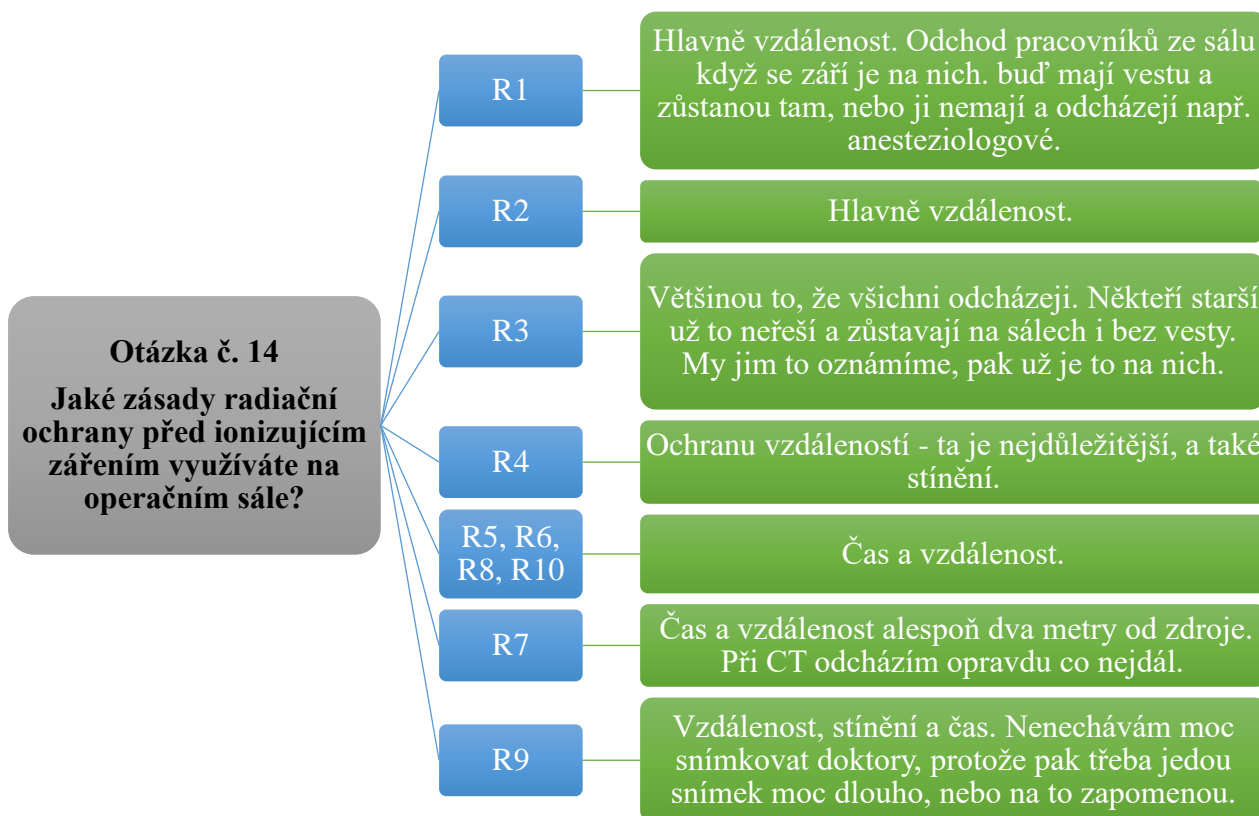 Otázka č. 14
Jaké zásady radiační
ochrany před ionizujícím
zářením využíváte na
operačním sále?
R1
Hlavně vzdálenost. Odchod pracovníků ze sálu
když se září je na nich. buď mají vestu a
zůstanou tam, nebo ji nemají a odcházejí např.
anesteziologové.
R2
Hlavně vzdálenost.
R3
Většinou to, že všichni odcházeji. Někteří starší
už to neřeší a zůstavají na sálech i bez vesty.
My jim to oznámíme, pak už je to na nich.
R4
Ochranu vzdáleností - ta je nejdůležitější, a také
stínění.
R5, R6,
R8, R10
Čas a vzdálenost.
R7
Čas a vzdálenost alespoň dva metry od zdroje.
Při CT odcházím opravdu co nejdál.
R9
Vzdálenost, stínění a čas. Nenechávám moc
snímkovat doktory, protože pak třeba jedou
snímek moc dlouho, nebo na to zapomenou.